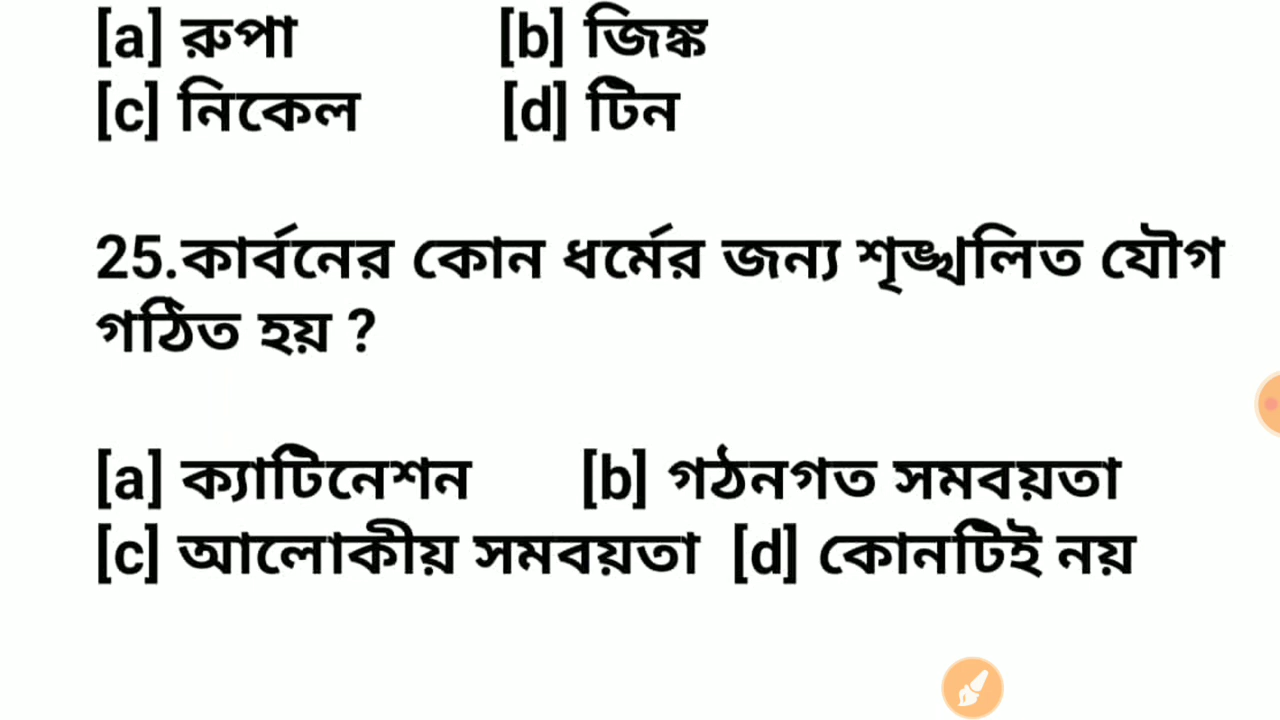 [a] রুপা [b] জিঙ্ক
[c] নিকেল [d] টিন
25.কার্বনের কোন ধর্মের জন্য শৃঙ্খলিত যৌগ
গঠিত হয় ?
[a] ক্যাটিনেশন [b] গঠনগত সমবয়তা
[c] আলোকীয় সমবয়তা [d] কোনটিই নয়